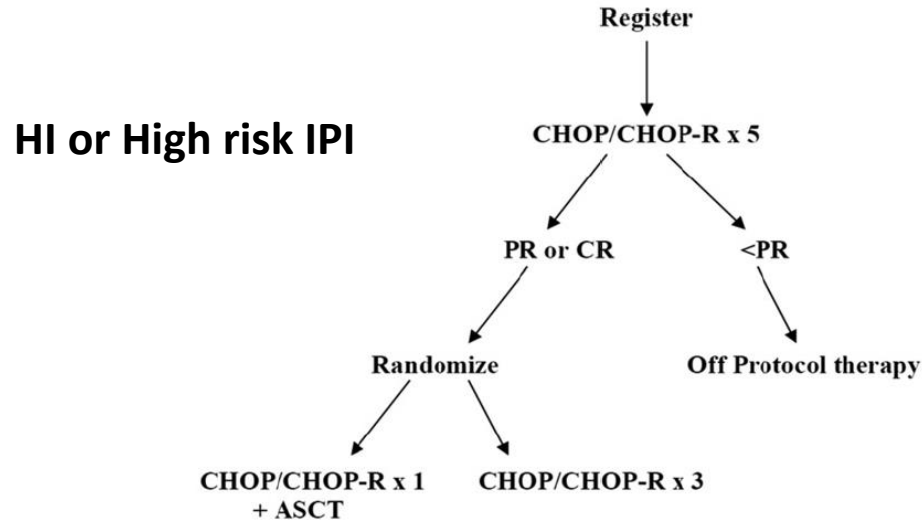 Register
HI or High risk IPI
CHOP/CHOP-R x 5
PR or CR
<PR
Randomize
Off Protocol therapy
CHOP/CHOP-R x 1
+ ASCT
CHOP/CHOP-R x 3